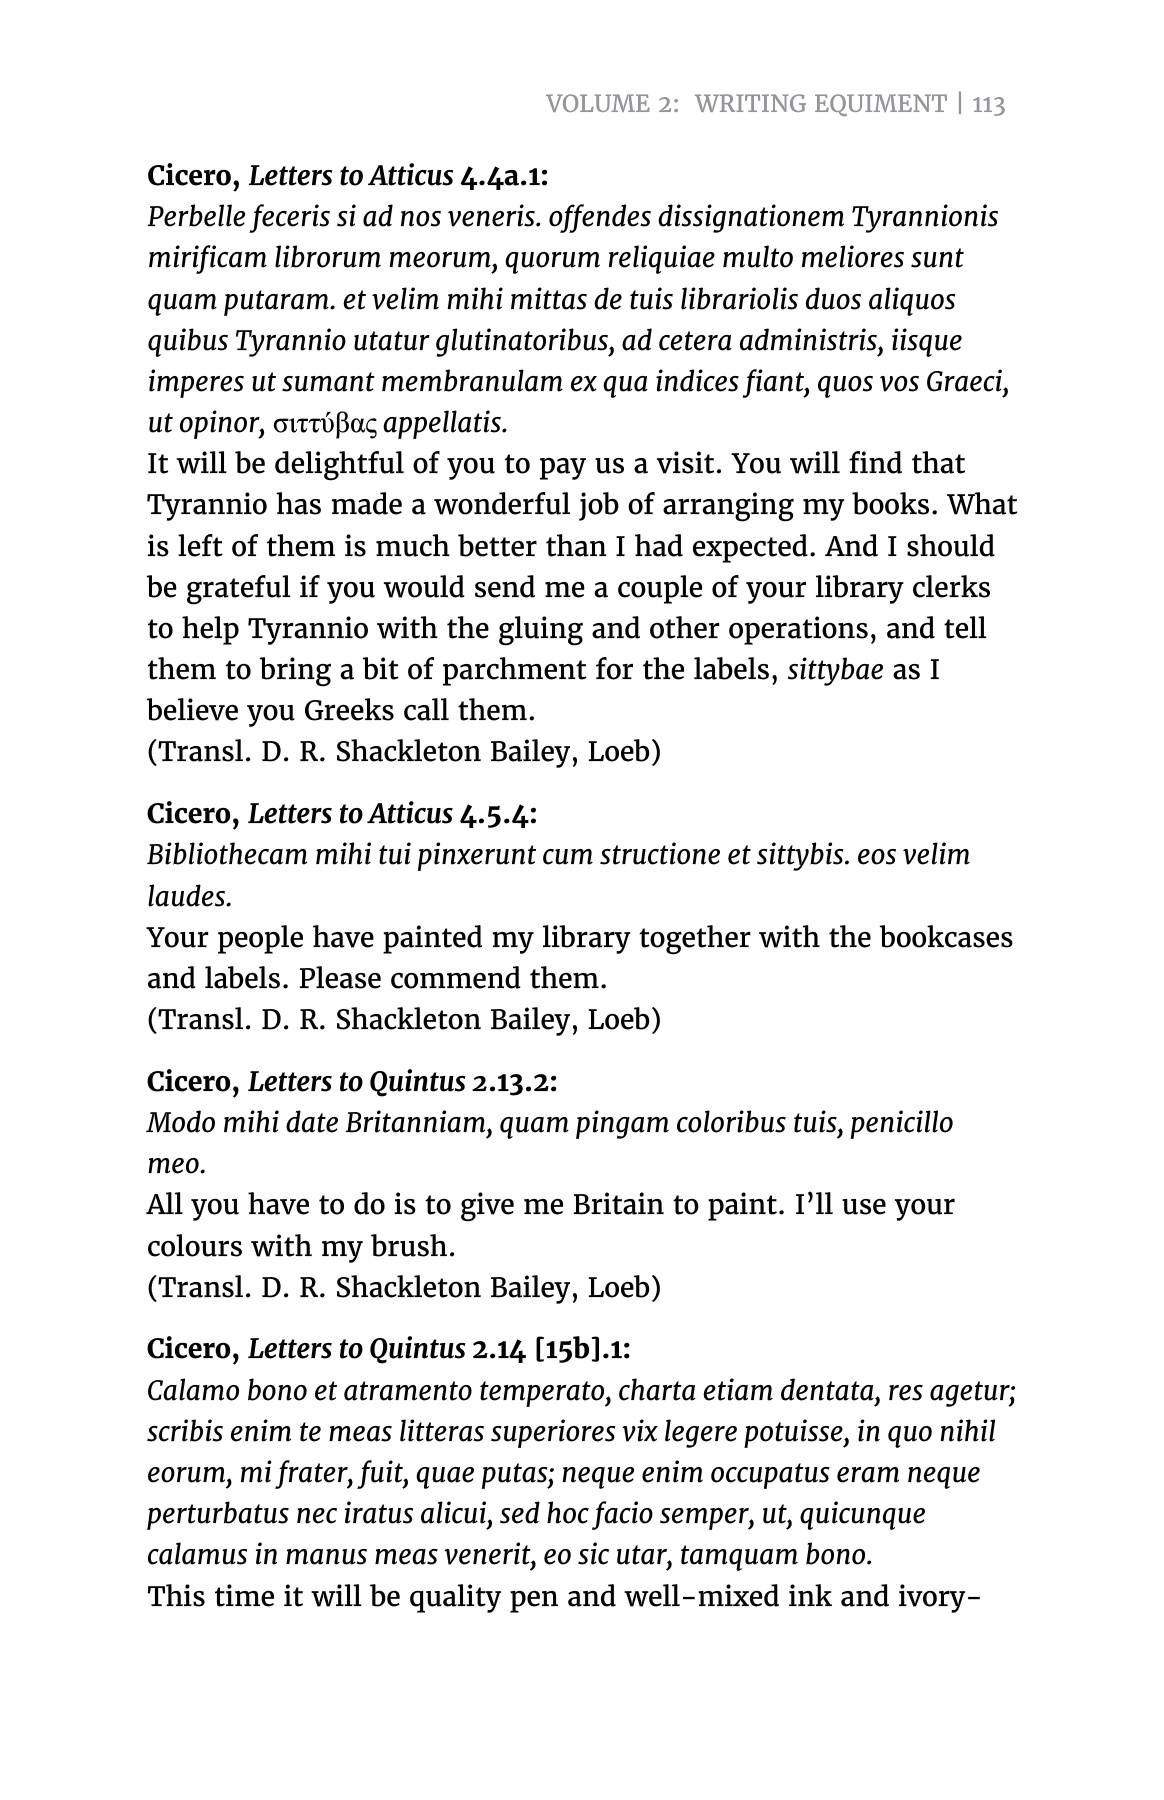 VOLUME 2: WRITING EQUIMENT | 113
Cicero, Letters to Atticus 4.4a.1:
Perbelle feceris si ad nos veneris. offendes dissignationem Tyrannionis
mirificam librorum meorum, quorum reliquiae multo meliores sunt
quam putaram. et velim mihi mittas de tuis librariolis duos aliquos
quibus Tyrannio utatur glutinatoribus, ad cetera administris, iisque
imperes ut sumant membranulam ex qua indices fiant, quos vos Graeci,
ut opinor, σιττύβας appellatis.
It will be delightful of you to pay us a visit. You will find that
Tyrannio has made a wonderful job of arranging my books. What
is left of them is much better than I had expected. And I should
be grateful if you would send me a couple of your library clerks
to help Tyrannio with the gluing and other operations, and tell
them to bring a bit of parchment for the labels, sittybae as I
believe you Greeks call them.
(Transl. D. R. Shackleton Bailey, Loeb)
Cicero, Letters to Atticus 4.5.4:
Bibliothecam mihi tui pinxerunt cum structione et sittybis. eos velim
laudes.
Your people have painted my library together with the bookcases
and labels. Please commend them.
(Transl. D. R. Shackleton Bailey, Loeb)
Cicero, Letters to Quintus 2.13.2:
Modo mihi date Britanniam, quam pingam coloribus tuis, penicillo
meo.
All you have to do is to give me Britain to paint. I’ll use your
colours with my brush.
(Transl. D. R. Shackleton Bailey, Loeb)
Cicero, Letters to Quintus 2.14 [15b].1:
Calamo bono et atramento temperato, charta etiam dentata, res agetur;
scribis enim te meas litteras superiores vix legere potuisse, in quo nihil
eorum, mi frater, fuit, quae putas; neque enim occupatus eram neque
perturbatus nec iratus alicui, sed hoc facio semper, ut, quicunque
calamus in manus meas venerit, eo sic utar, tamquam bono.
This time it will be quality pen and well-mixed ink and ivory-